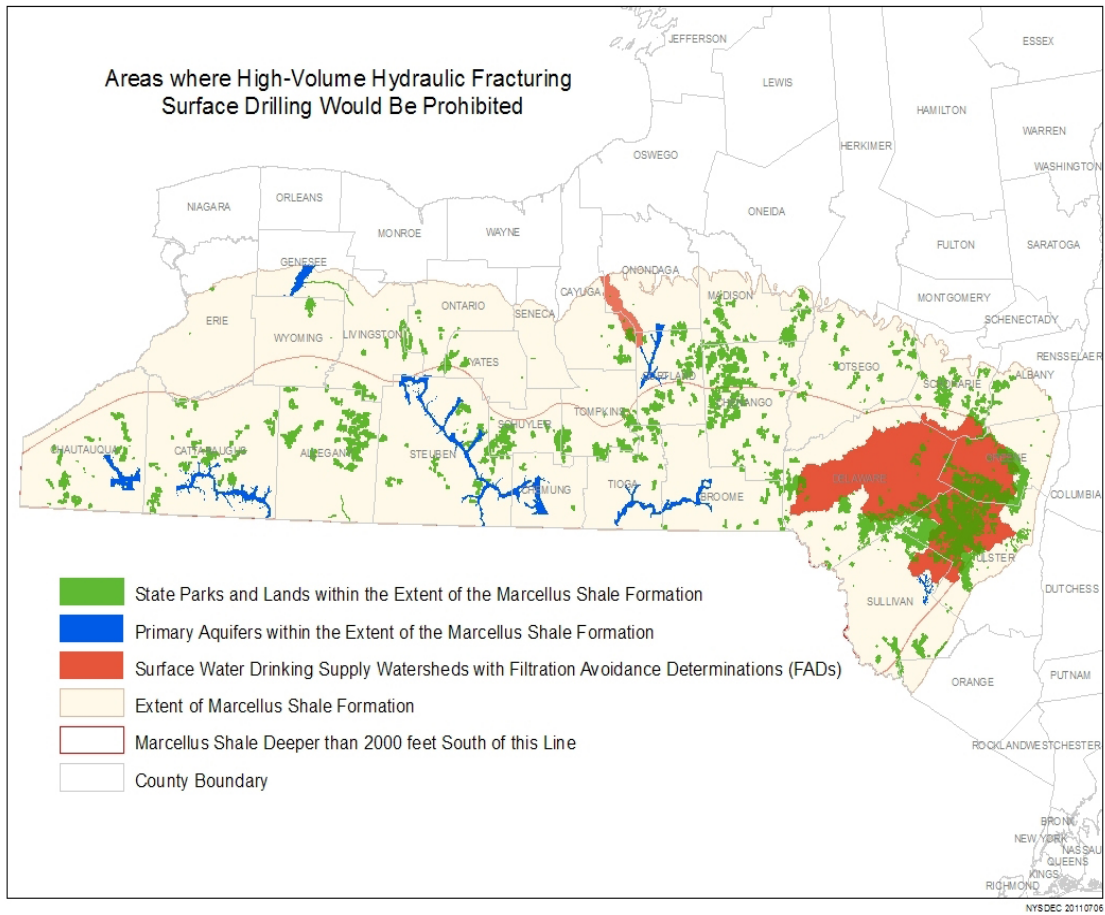 Areas where High-Volume Hydraulic Fracturing
Surface Drilling Would Be Prohibited
JEFFERSON
ESSEX
LEWIS
HAMILTON
WARREN
HERKIMER
WASHINGTON
OSWEGO
ONEIDA
NIAGARA
ORLEANS
MONROE
WAYNE
FULTON
SARATOGA
GENESEE
ONONDAGA
CAYUGA
MADISON
MONTGOMERY
ERIE
ONTARIO
SENECA
SCHENECTADY
WYOMING
LIVINGSTON
RENSSELAER
YATES
OTSEGO
CORTLAND
SCHOHARIE
ALBANY
CHENANGO
TOMPKINS
SCHUYLER
CHAUTAUQUA
CATTARAUGUS
ALLEGANY
STEUBEN
GREENE
DELAWARE
TIOGA
CHEMUNG
BROOME
COLUMBIA
ULSTER
DUTCHESS
SULLIVAN
ORANGE
PUTNAM
ROCKLAND
WESTCHESTER
BRONX
NEW YORK
NASSAU
QUEENS
KINGS
RICHMOND
State Parks and Lands within the Extent of the Marcellus Shale Formation
Primary Aquifers within the Extent of the Marcellus Shale Formation
Surface Water Drinking Supply Watersheds with Filtration Avoidance Determinations (FADs)
Extent of Marcellus Shale Formation
Marcellus Shale Deeper than 2000 feet South of this Line
County Boundary
NYSDEC 20110706